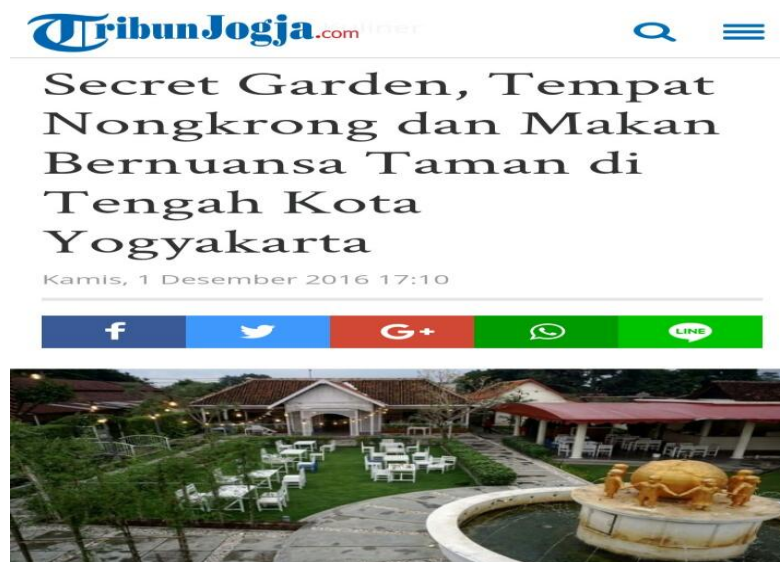 TribunJogja.com
Secret Garden, Tempat
Nongkrong dan Makan
Bernuansa Taman di
Tengah Kota
Yogyakarta
Kamis, 1 Desember 2016 17:10
f
G+
LINE